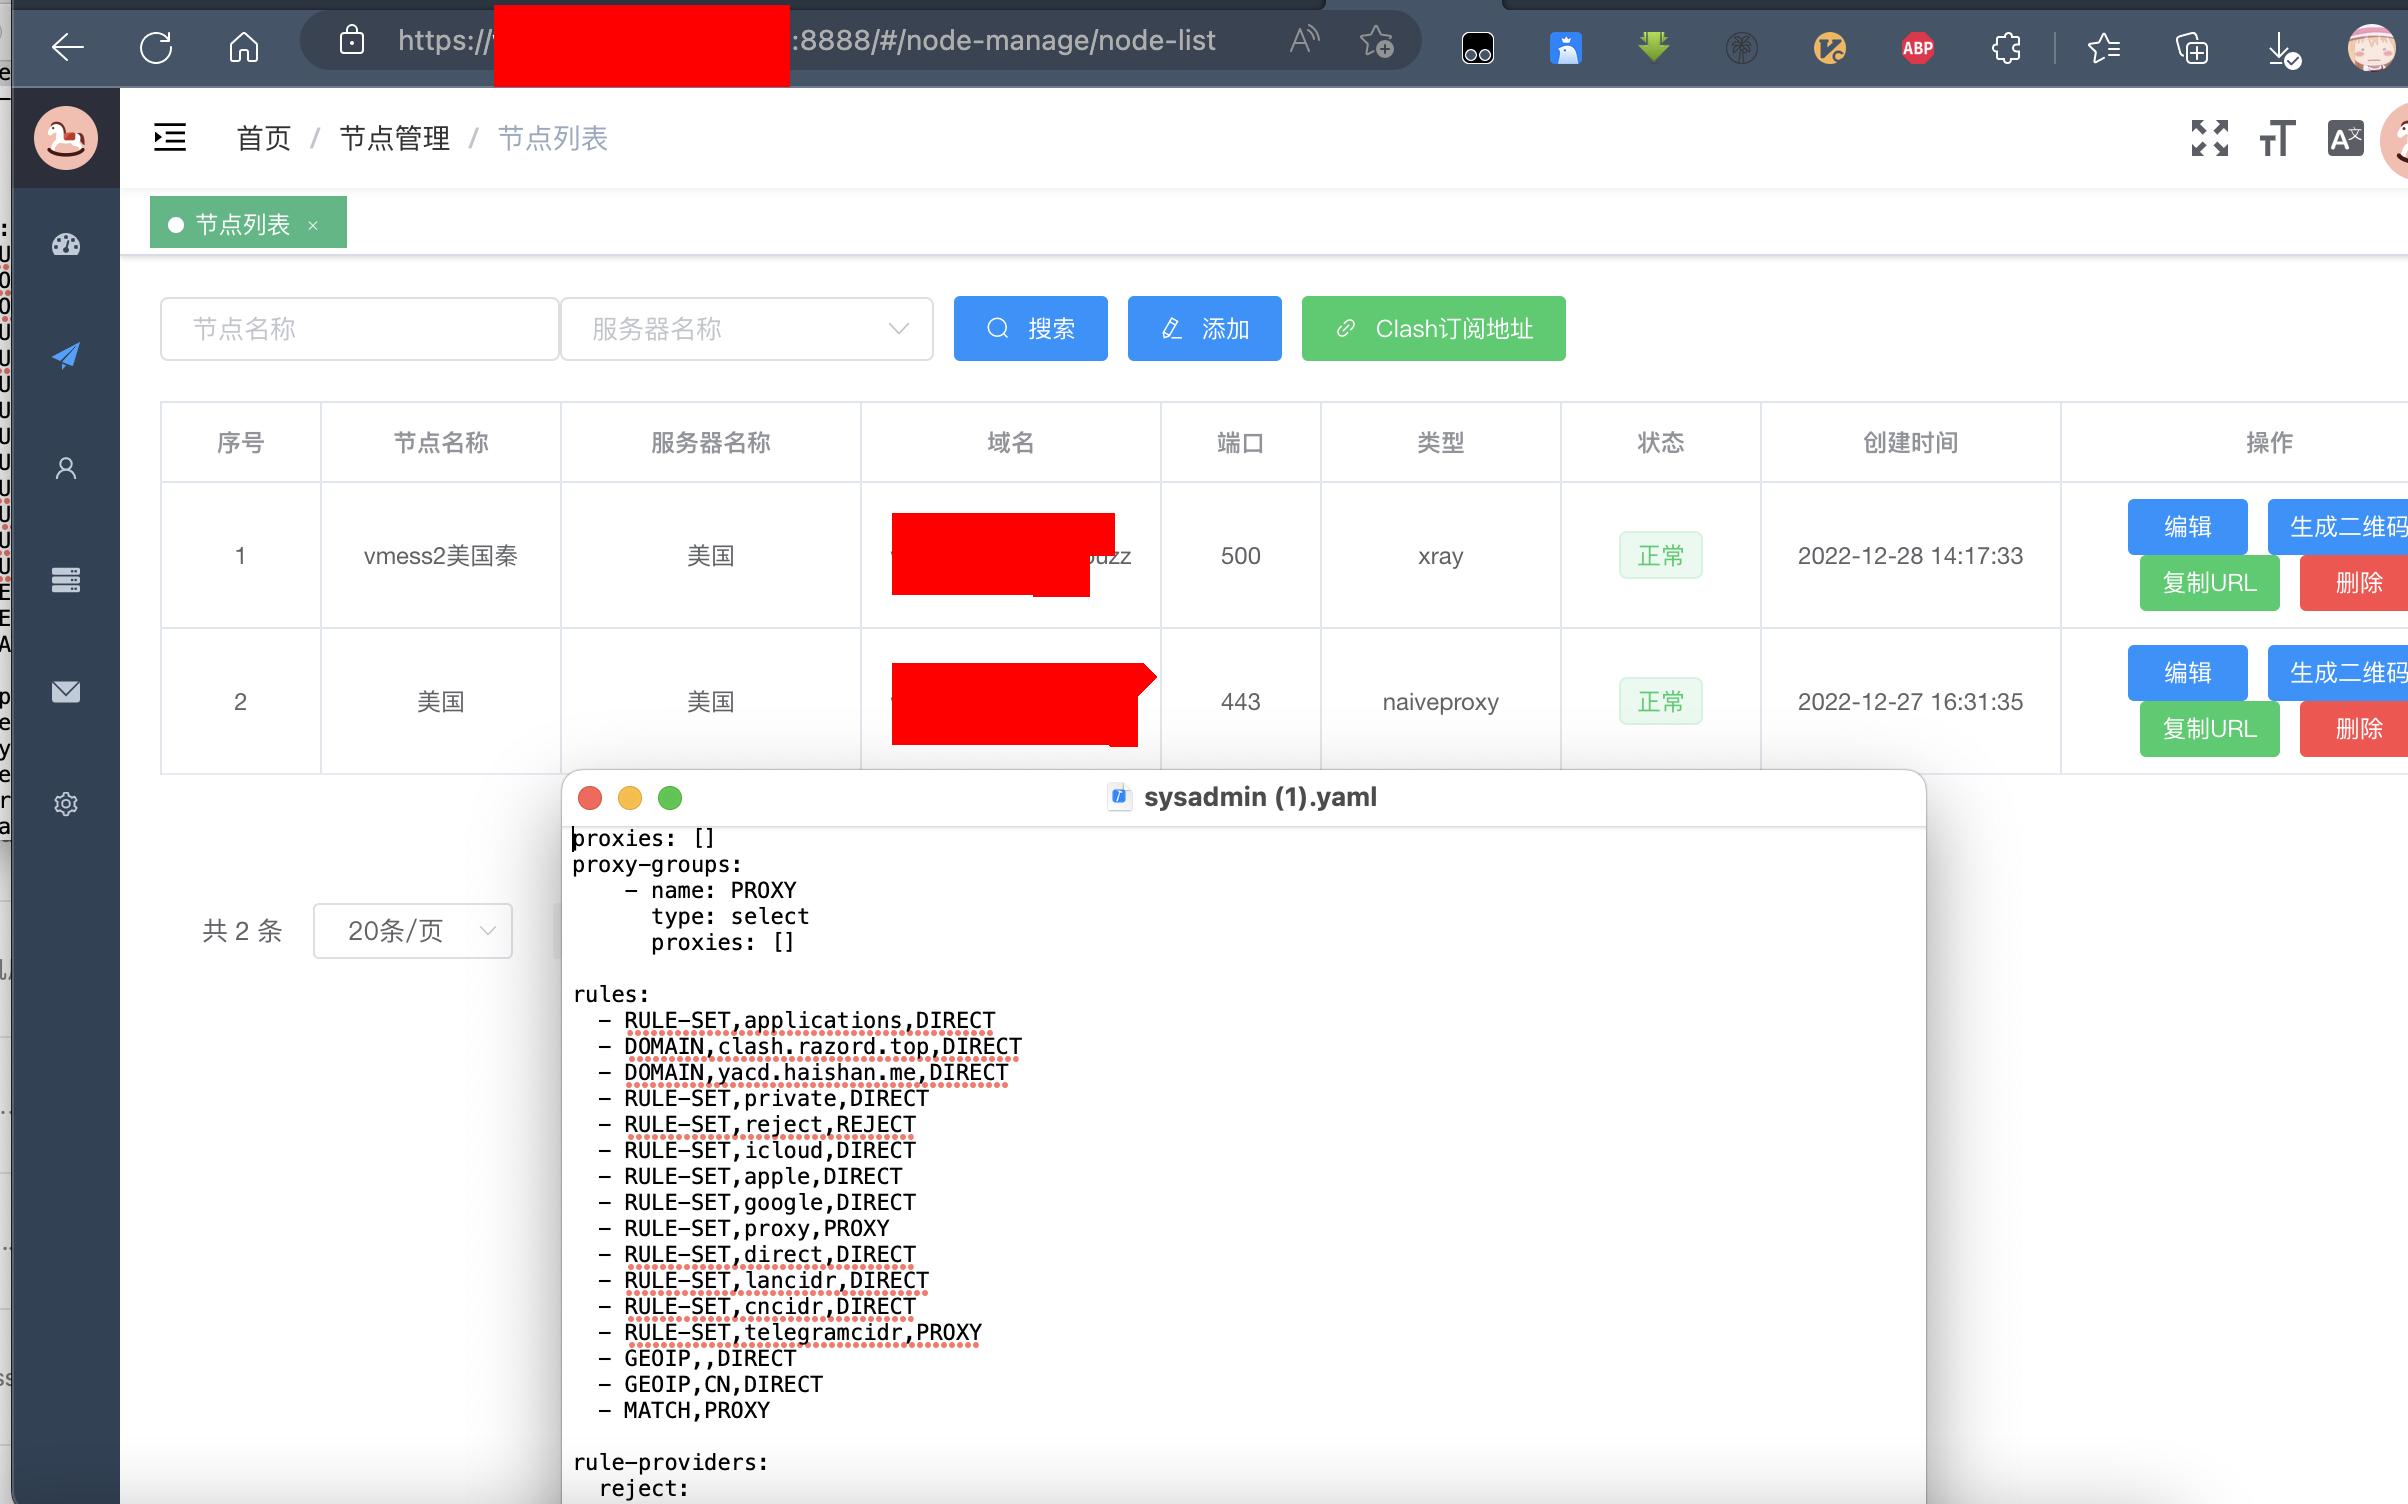 https://
:8888/#/node-manage/node-list
ABP
首页 / 节点管理 / 节点列表
节点列表 ×
节点名称
服务器名称
搜索
添加
Clash订阅地址
序号 节点名称 服务器名称 域名 端口 类型 状态 创建时间 操作
1 vmess2美国秦 美国 500 xray 正常 2022-12-28 14:17:33
编辑 生成二维码
复制URL 删除
2 美国 美国 443 naiveproxy 正常 2022-12-27 16:31:35
编辑 生成二维码
复制URL 删除
共 2 条 20条/页
sysadmin (1).yaml
proxies: []
proxy-groups:
    - name: PROXY
      type: select
      proxies: []
rules:
  - RULE-SET,applications,DIRECT
  - DOMAIN,clash.razord.top,DIRECT
  - DOMAIN,yacd.haishan.me,DIRECT
  - RULE-SET,private,DIRECT
  - RULE-SET,reject,REJECT
  - RULE-SET,icloud,DIRECT
  - RULE-SET,apple,DIRECT
  - RULE-SET,google,DIRECT
  - RULE-SET,proxy,PROXY
  - RULE-SET,direct,DIRECT
  - RULE-SET,lancidr,DIRECT
  - RULE-SET,cncidr,DIRECT
  - RULE-SET,telegramcidr,PROXY
  - GEOIP,,DIRECT
  - GEOIP,CN,DIRECT
  - MATCH,PROXY
rule-providers:
  reject: